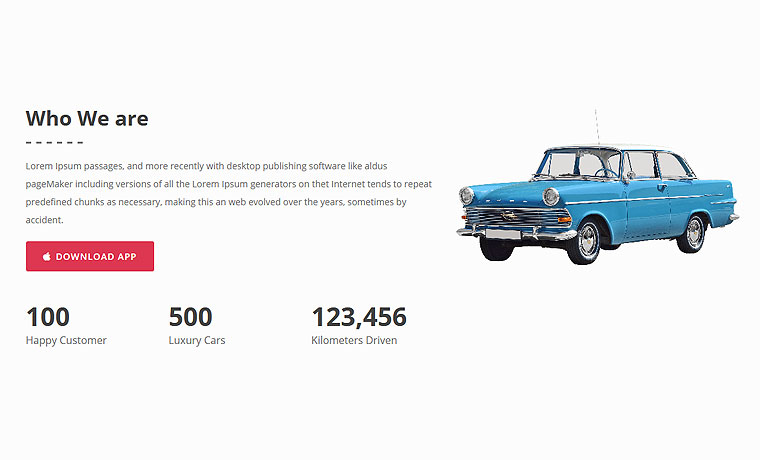 Who We are
Lorem Ipsum passages, and more recently with desktop publishing software like aldus
pageMaker including versions of all the Lorem Ipsum generators on thet Internet tends to repeat
predefined chunks as necessary, making this an web evolved over the years, sometimes by
accident.
DOWNLOAD APP
100 500 123,456
Happy Customer Luxury Cars Kilometers Driven